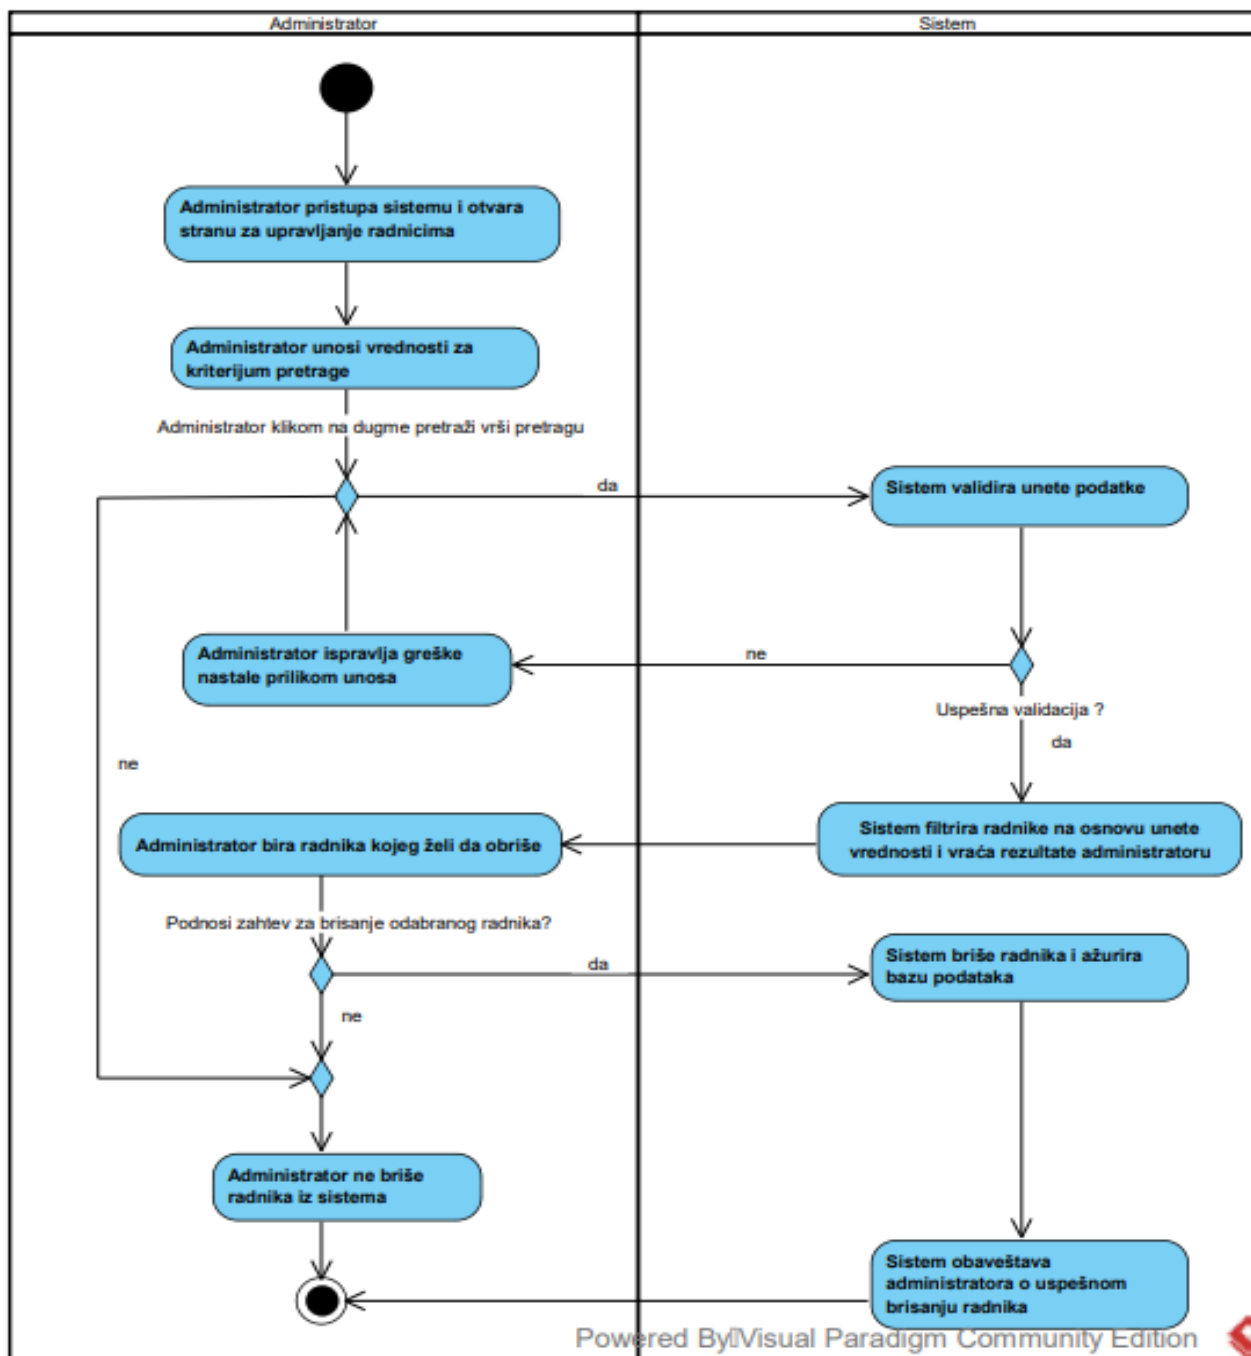 Administrator
Sistem
Administrator pristupa sistemu i otvara
stranu za upravljanje radnicima
Administrator unosi vrednosti za
kriterijum pretrage
Administrator klikom na dugme pretraži vrši pretragu
da
Sistem validira unete podatke
Administrator ispravlja greške
nastale prilikom unosa
ne
Uspešna validacija ?
da
ne
Administrator bira radnika kojeg želi da obriše
Sistem filtrira radnike na osnovu unete
vrednosti i vraća rezultate administratoru
Podnosi zahtev za brisanje odabranog radnika?
da
Sistem briše radnika i ažurira
bazu podataka
ne
Administrator ne briše
radnika iz sistema
Sistem obaveštava
administratora o uspešnom
brisanju radnika
Powered By Visual Paradigm Community Edition